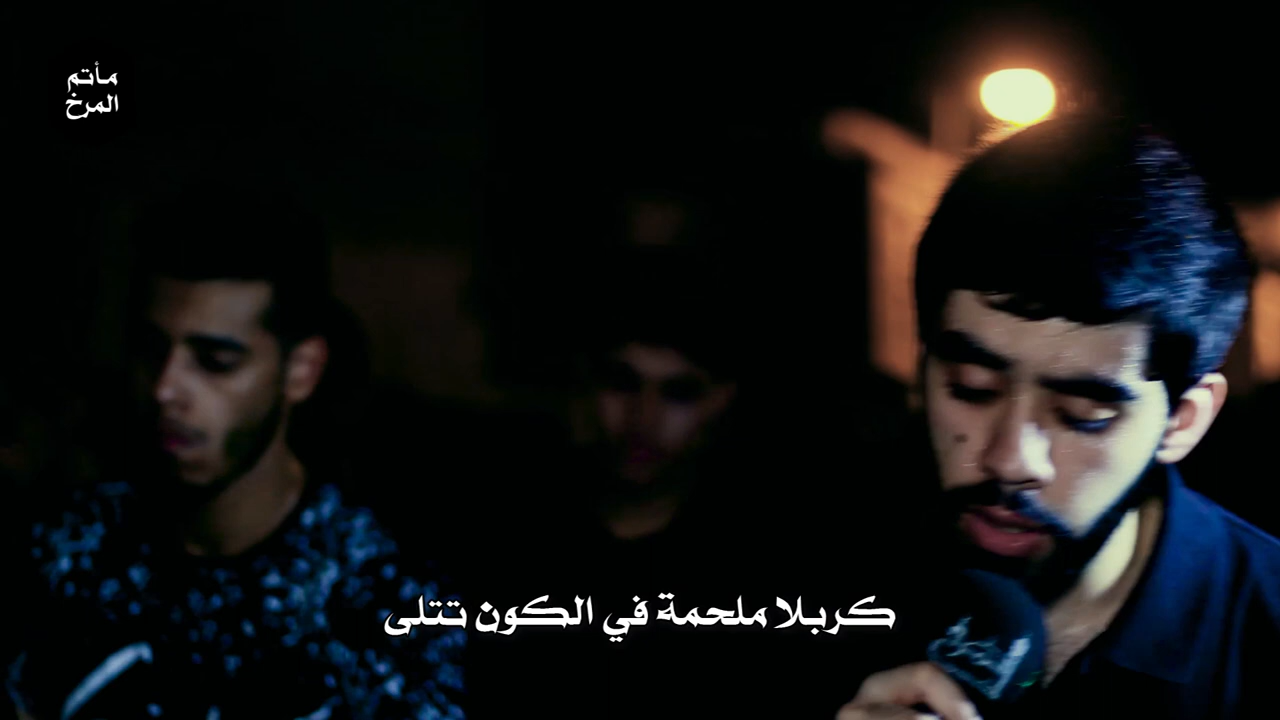 مأتم
المرخ
كربلا ملحمة في الكون تتلى